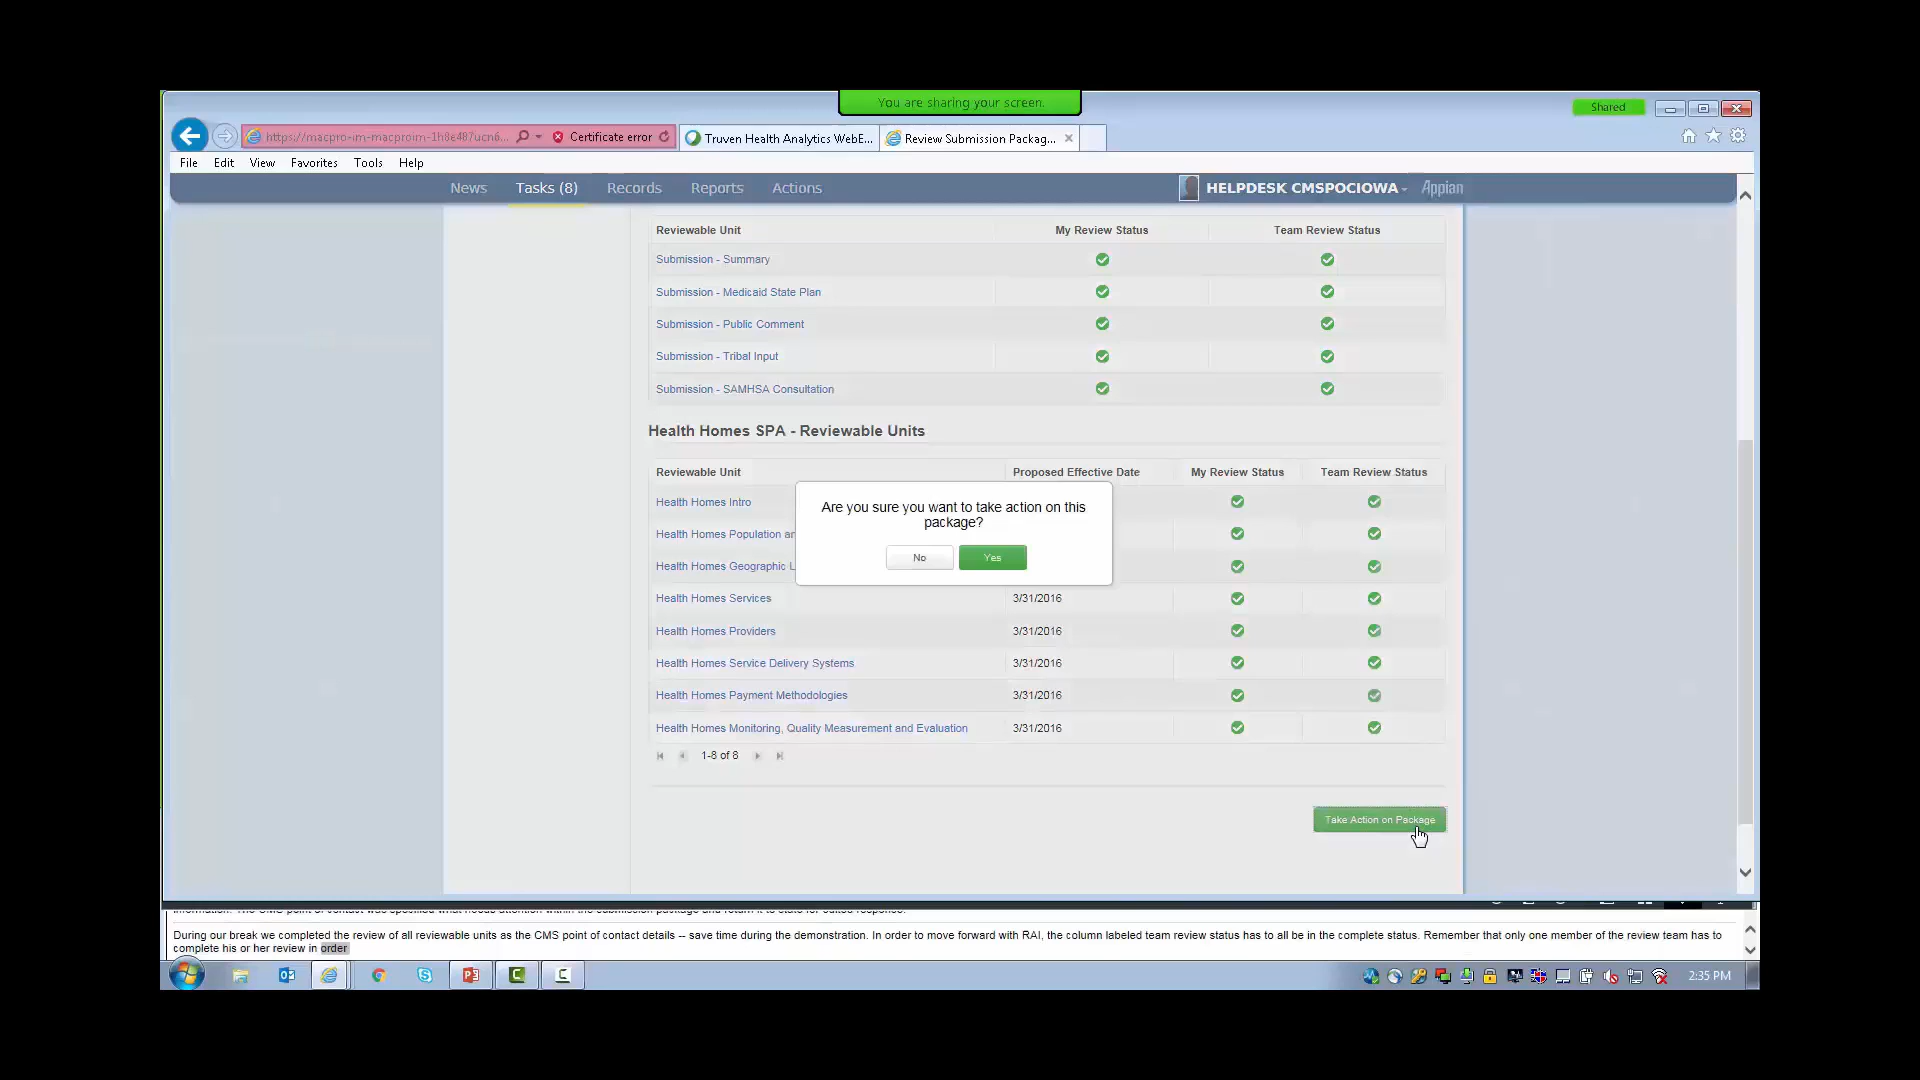 You are sharing your screen.
Shared
https://macpro-im-macproim-1h8e487ucn6... Certificate error
Truven Health Analytics WebE...
Review Submission Packag...
File Edit View Favorites Tools Help
News Tasks (8) Records Reports Actions HELPDESK CMSPOCIOWA Appian
Reviewable Unit My Review Status Team Review Status
Submission - Summary
Submission - Medicaid State Plan
Submission - Public Comment
Submission - Tribal Input
Submission - SAMHSA Consultation
Health Homes SPA - Reviewable Units
Reviewable Unit Proposed Effective Date My Review Status Team Review Status
Health Homes Intro
Health Homes Population an
Health Homes Geographic L
Are you sure you want to take action on this
package?
No Yes
Health Homes Services 3/31/2016
Health Homes Providers 3/31/2016
Health Homes Service Delivery Systems 3/31/2016
Health Homes Payment Methodologies 3/31/2016
Health Homes Monitoring, Quality Measurement and Evaluation 3/31/2016
1-8 of 8
Take Action on Package
During our break we completed the review of all reviewable units as the CMS point of contact details -- save time during the demonstration. In order to move forward with RAI, the column labeled team review status has to all be in the complete status. Remember that only one member of the review team has to
complete his or her review in order
2:35 PM